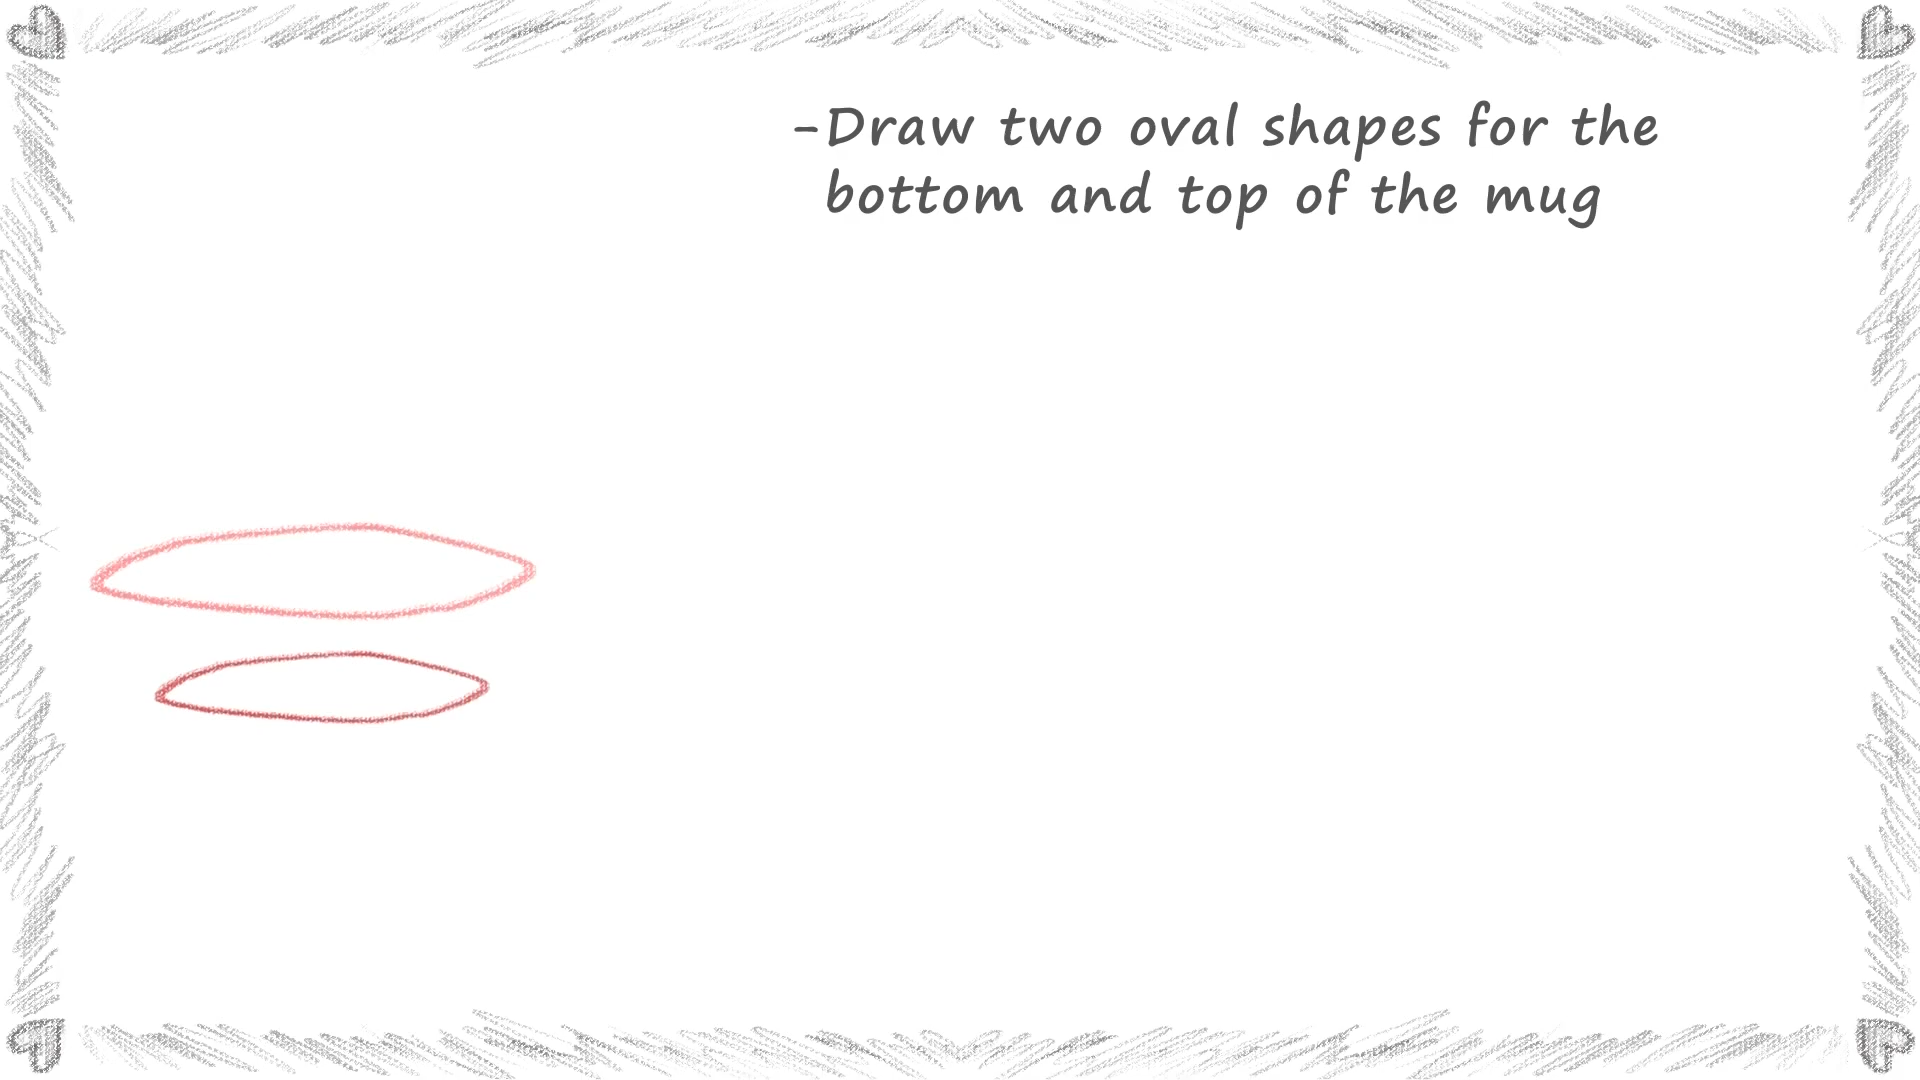 -Draw two oval shapes for the
bottom and top of the mug